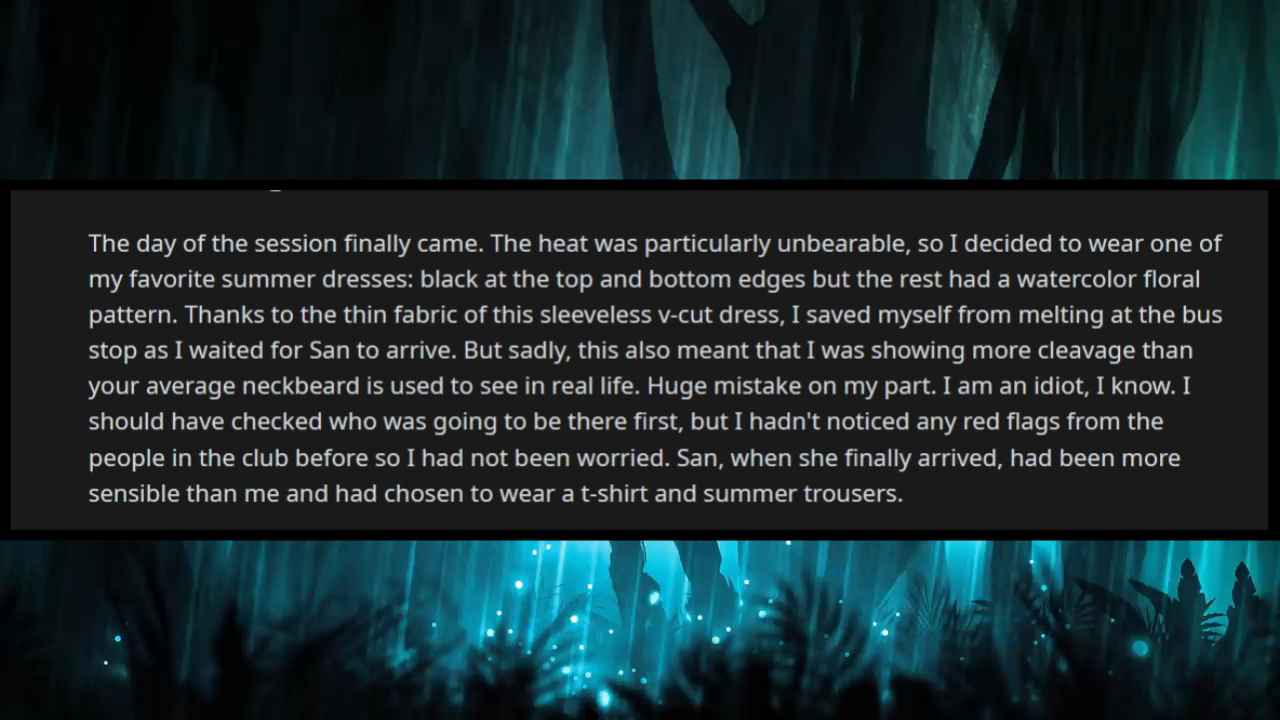 The day of the session finally came. The heat was particularly unbearable, so I decided to wear one of
my favorite summer dresses: black at the top and bottom edges but the rest had a watercolor floral
pattern. Thanks to the thin fabric of this sleeveless v-cut dress, I saved myself from melting at the bus
stop as I waited for San to arrive. But sadly, this also meant that I was showing more cleavage than
your average neckbeard is used to see in real life. Huge mistake on my part. I am an idiot, I know. I
should have checked who was going to be there first, but I hadn't noticed any red flags from the
people in the club before so I had not been worried. San, when she finally arrived, had been more
sensible than me and had chosen to wear a t-shirt and summer trousers.